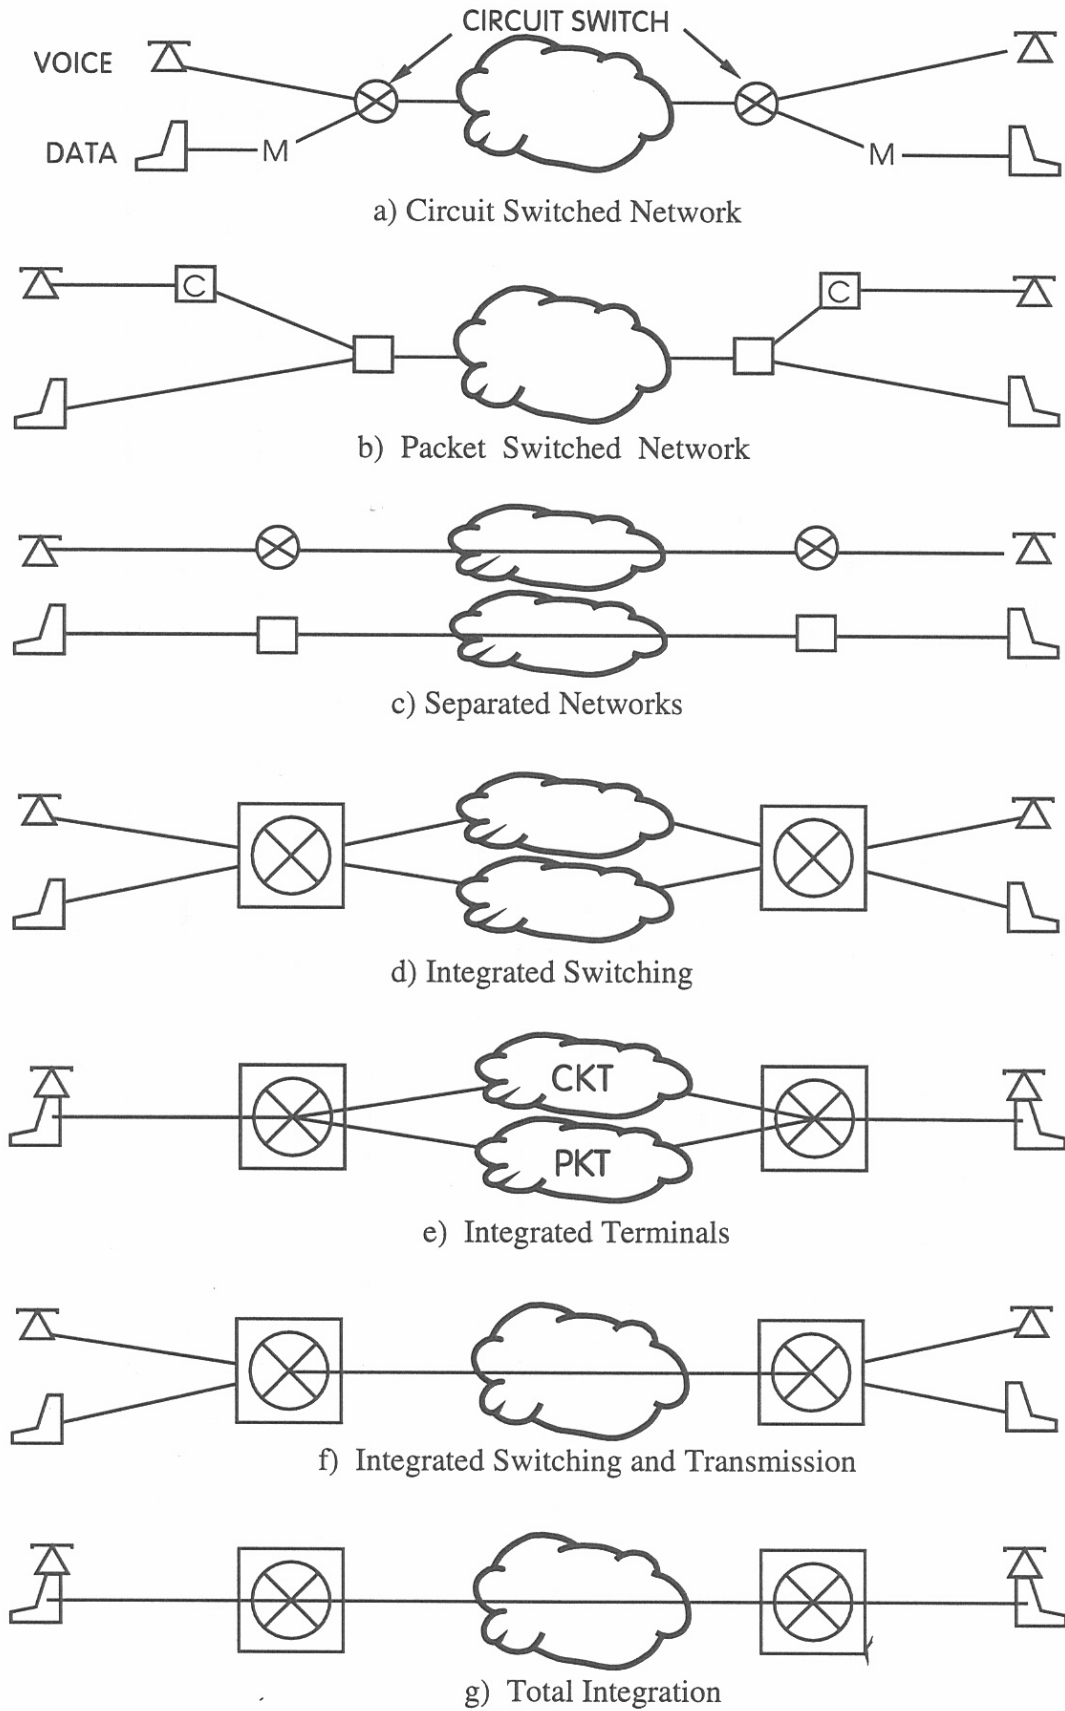 CIRCUIT SWITCH
VOICE
DATA
M
M
a) Circuit Switched Network
C
C
b) Packet Switched Network
c) Separated Networks
d) Integrated Switching
CKT
PKT
e) Integrated Terminals
f) Integrated Switching and Transmission
g) Total Integration